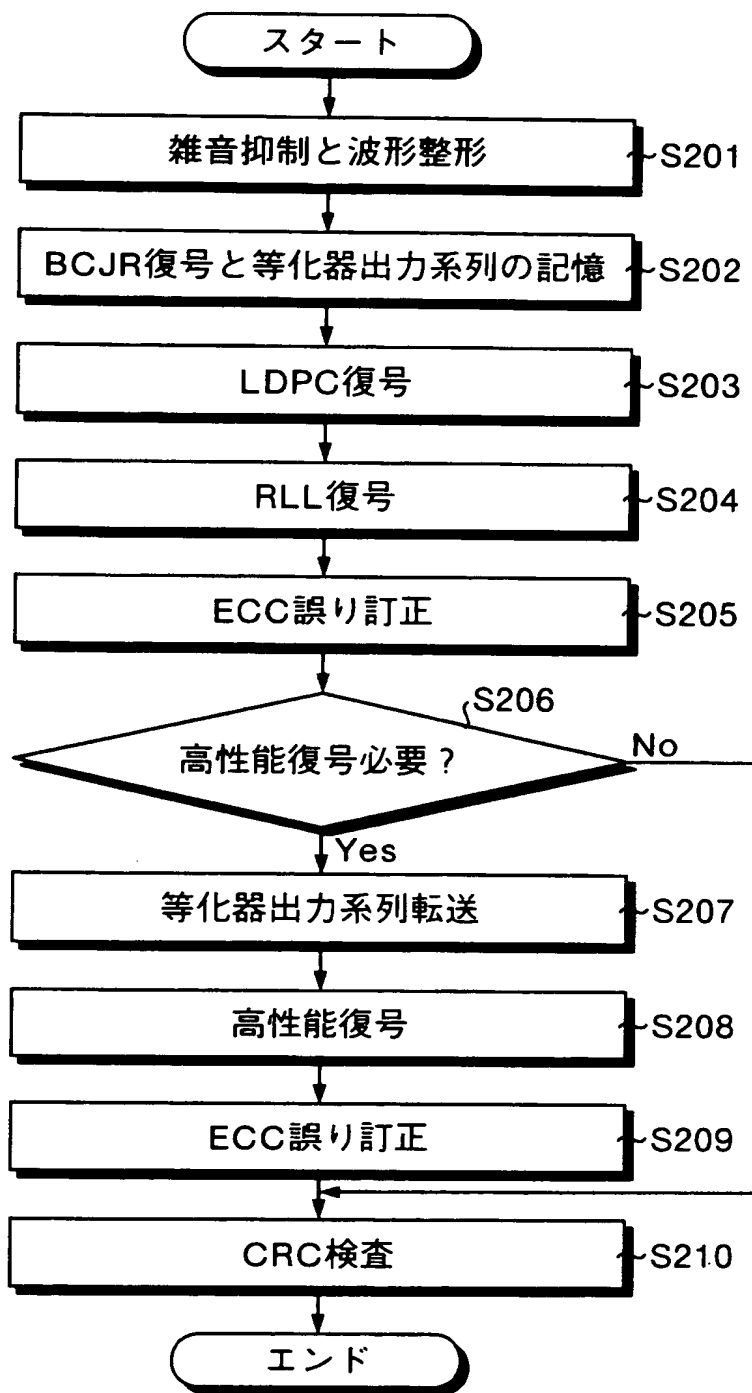 スタート
雑音抑制と波形整形
S201
BCJR復号と等化器出力系列の記憶
S202
LDPC復号
S203
RLL復号
S204
ECC誤り訂正
S205
S206
高性能復号必要?
No
Yes
等化器出力系列転送
S207
高性能復号
S208
ECC誤り訂正
S209
CRC検査
S210
エンド